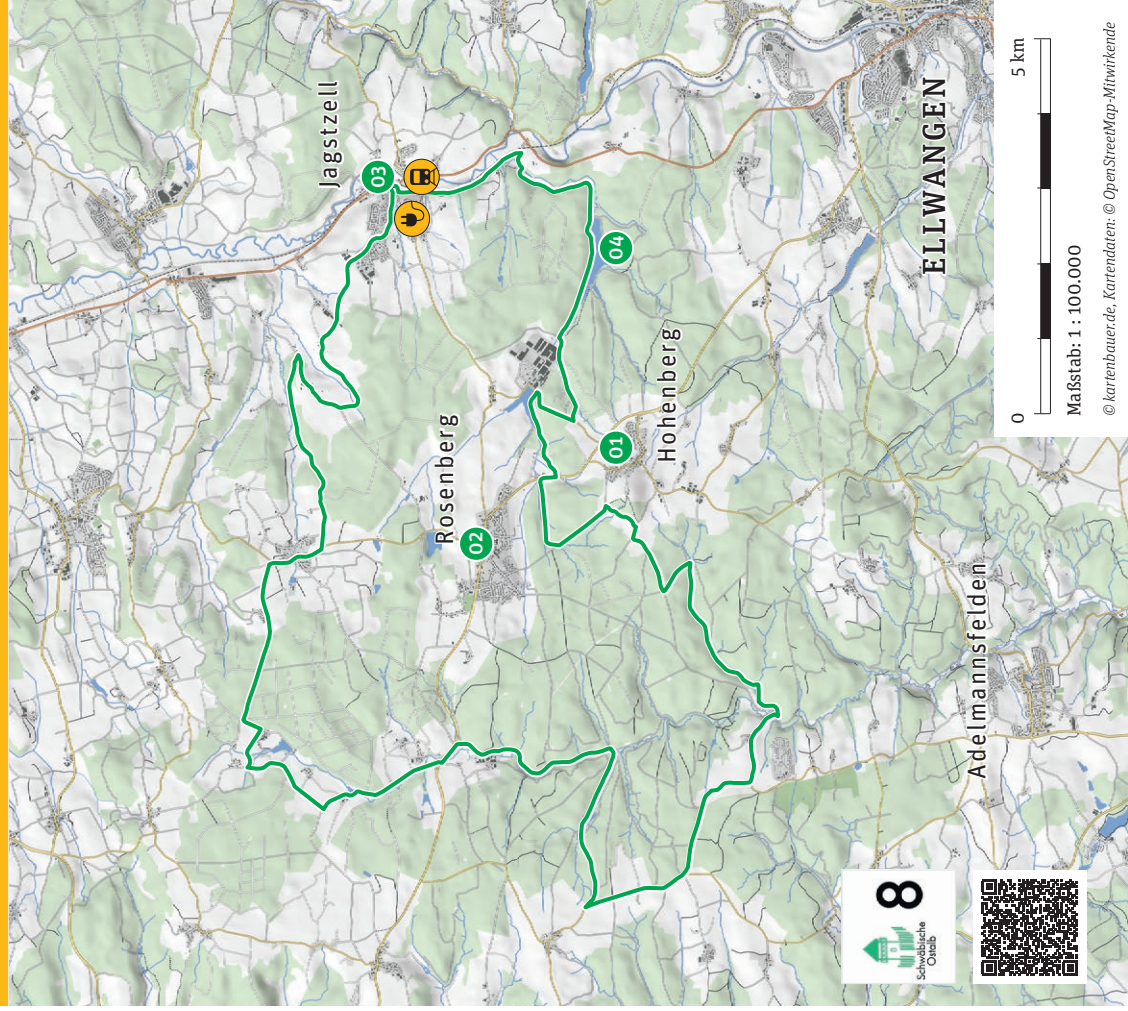 Jagstzell
03
Rosenberg
02
04
01
Hohenberg
ELLWANGEN
Adelmannsfelden
8
Schwäbische
Ostalb
0
5 km
Maßstab: 1 : 100.000
© kartenbauer.de, Kartendaten: © OpenStreetMap-Mitwirkende